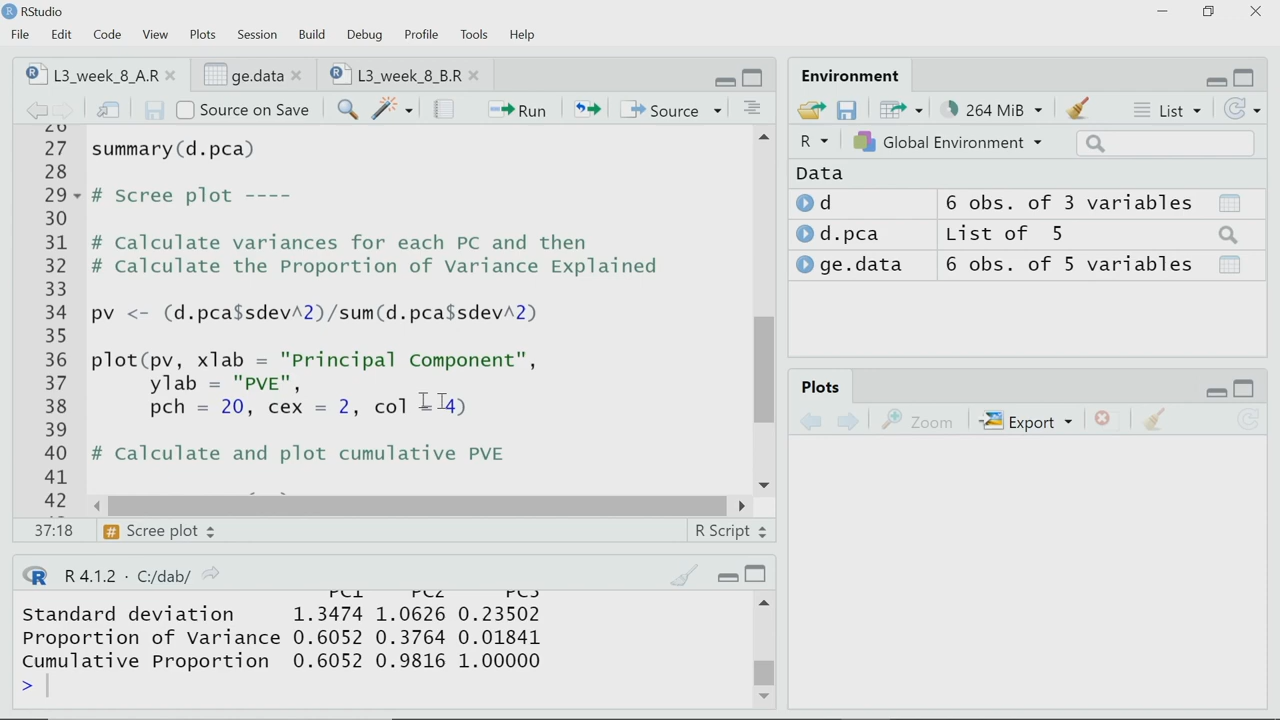 RStudio
File Edit Code View Plots Session Build Debug Profile Tools Help
L3_week_8_A.R ge.data L3_week_8_B.R
Source on Save Run Source
27 summary(d.pca)
28
29 # Scree plot ----
30
31 # Calculate variances for each PC and then
32 # Calculate the Proportion of Variance Explained
33
34 pv <- (d.pca$sdev^2)/sum(d.pca$sdev^2)
35
36 plot(pv, xlab = "Principal Component",
37 ylab = "PVE",
38 pch = 20, cex = 2, col = 4)
39
40 # Calculate and plot cumulative PVE
41
42
37:18 Scree plot R Script
R 4.1.2 · C:/dab/
PC1 PC2 PC3
Standard deviation 1.3474 1.0626 0.23502
Proportion of Variance 0.6052 0.3764 0.01841
Cumulative Proportion 0.6052 0.9816 1.00000
>
Environment
264 MiB List
R Global Environment
Data
d 6 obs. of 3 variables
d.pca List of 5
ge.data 6 obs. of 5 variables
Plots
Zoom Export